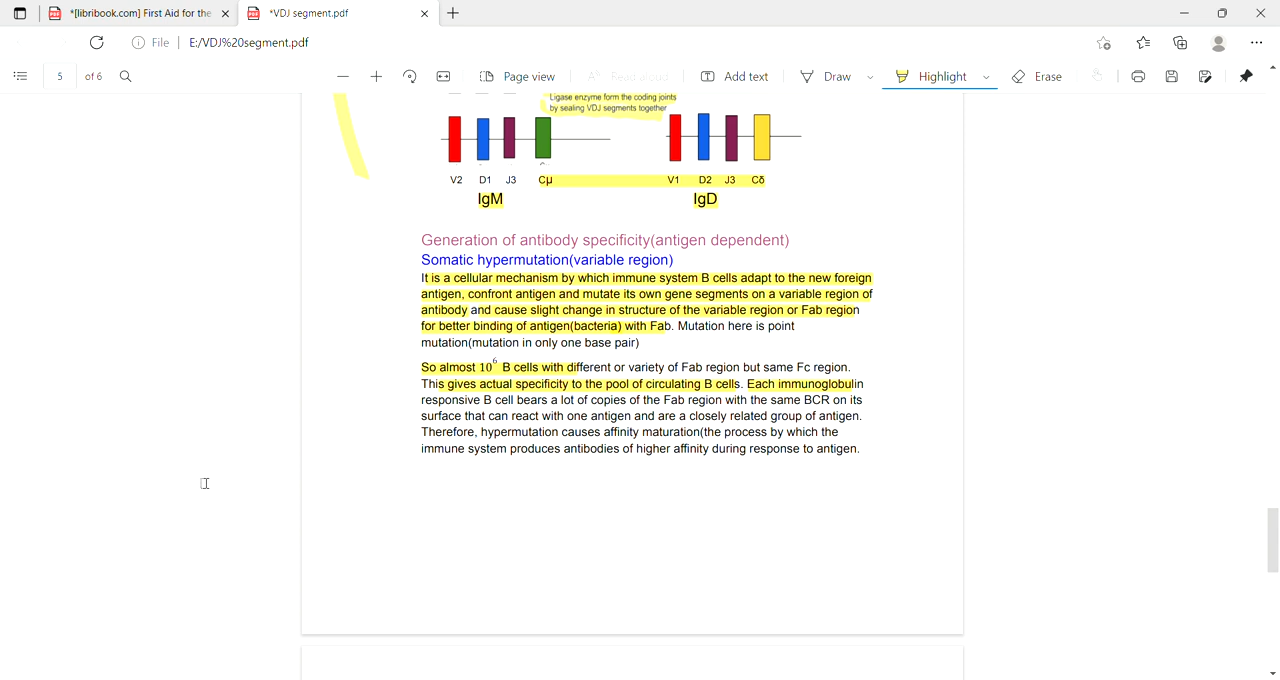 *[libribook.com] First Aid for the
*VDJ segment.pdf
File
E:/VDJ%20segment.pdf
5 of 6
Page view
Read aloud
Add text
Draw
Highlight
Erase
Ligase enzyme form the coding joints
by sealing VDJ segments together
V2 D1 J3 Cμ V1 D2 J3 Cδ
IgM IgD
Generation of antibody specificity(antigen dependent)
Somatic hypermutation(variable region)
It is a cellular mechanism by which immune system B cells adapt to the new foreign
antigen, confront antigen and mutate its own gene segments on a variable region of
antibody and cause slight change in structure of the variable region or Fab region
for better binding of antigen(bacteria) with Fab. Mutation here is point
mutation(mutation in only one base pair)
So almost 10⁶ B cells with different or variety of Fab region but same Fc region.
This gives actual specificity to the pool of circulating B cells. Each immunoglobulin
responsive B cell bears a lot of copies of the Fab region with the same BCR on its
surface that can react with one antigen and are a closely related group of antigen.
Therefore, hypermutation causes affinity maturation(the process by which the
immune system produces antibodies of higher affinity during response to antigen.